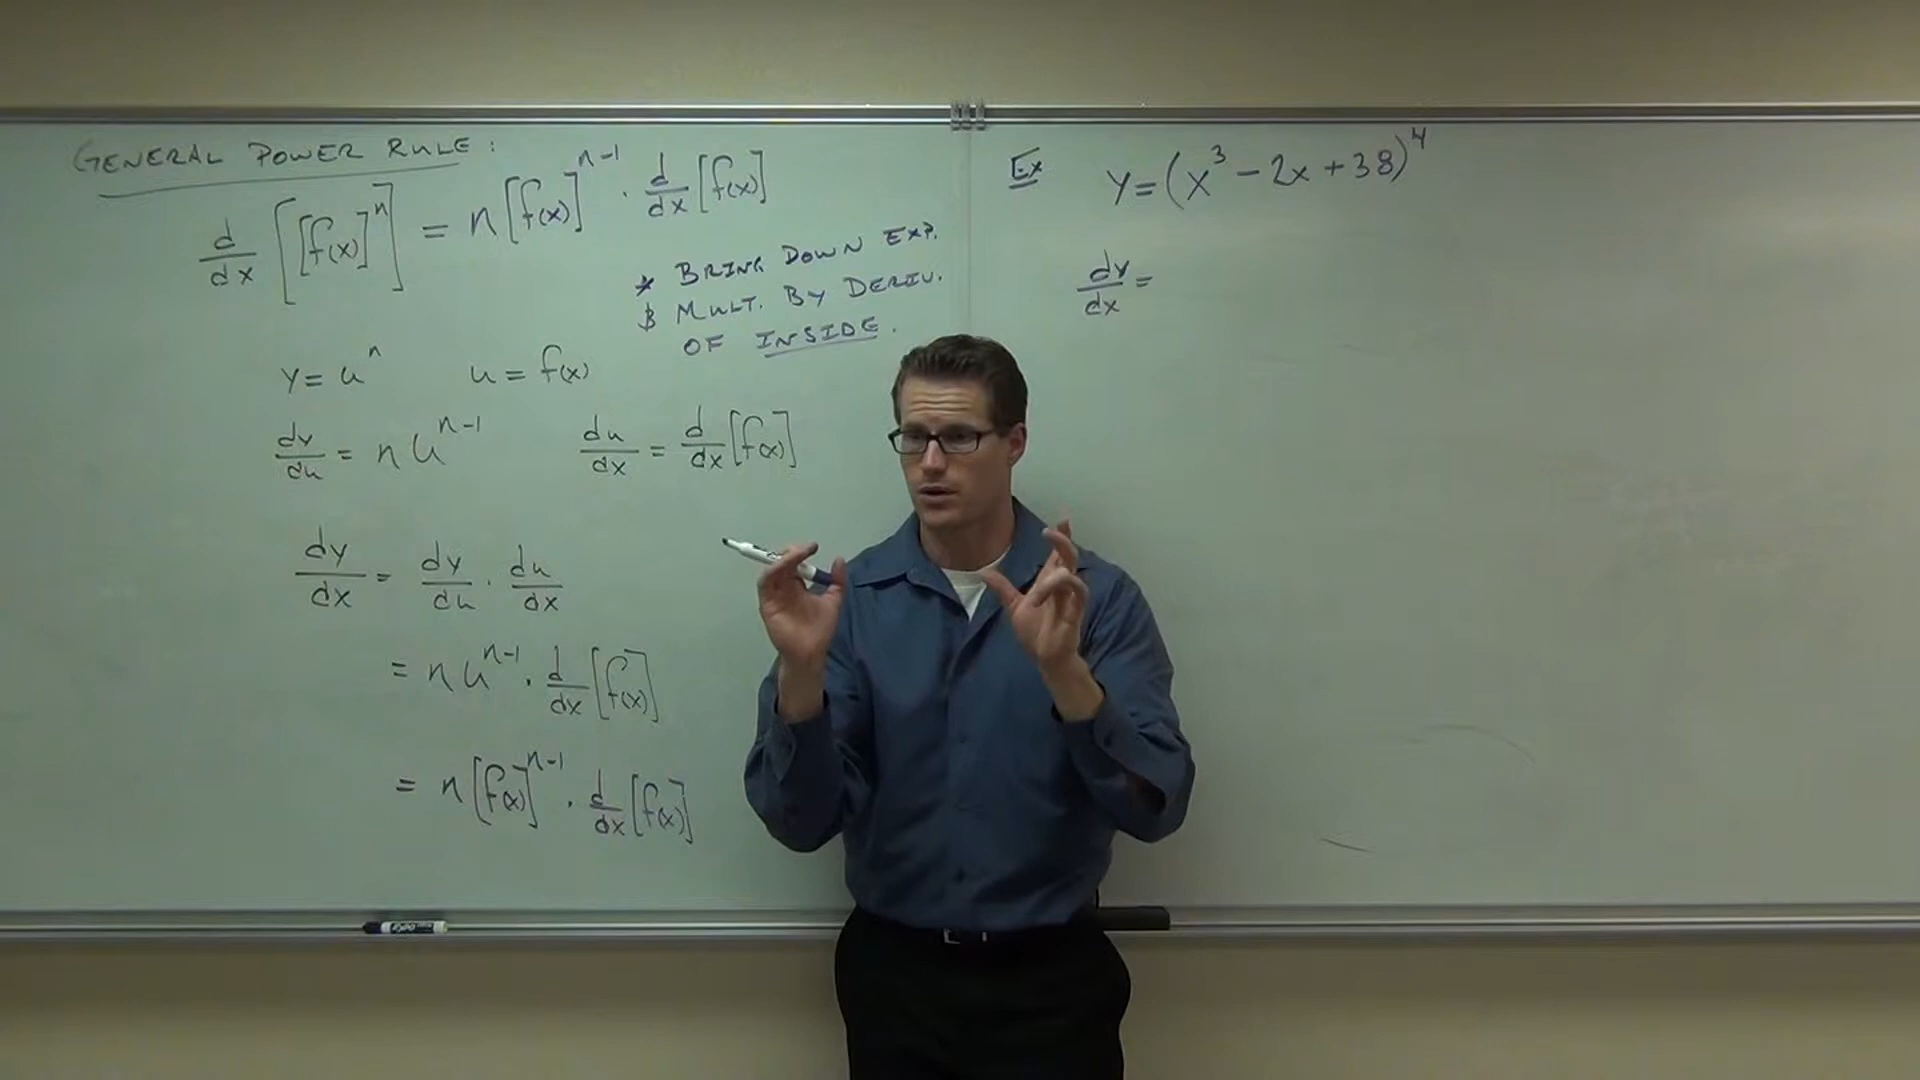 GENERAL POWER RULE:
d/dx [[f(x)]^n] = n[f(x)]^{n-1} · d/dx [f(x)]
* BRING DOWN EXP.
& MULT. BY DERIV.
OF INSIDE.
y = u^n   u = f(x)
dy/du = n u^{n-1}   du/dx = d/dx [f(x)]
dy/dx = dy/du · du/dx
= n u^{n-1} · d/dx [f(x)]
= n[f(x)]^{n-1} · d/dx [f(x)]
Ex   y = (x^3 - 2x + 38)^4
dy/dx =
EXPO